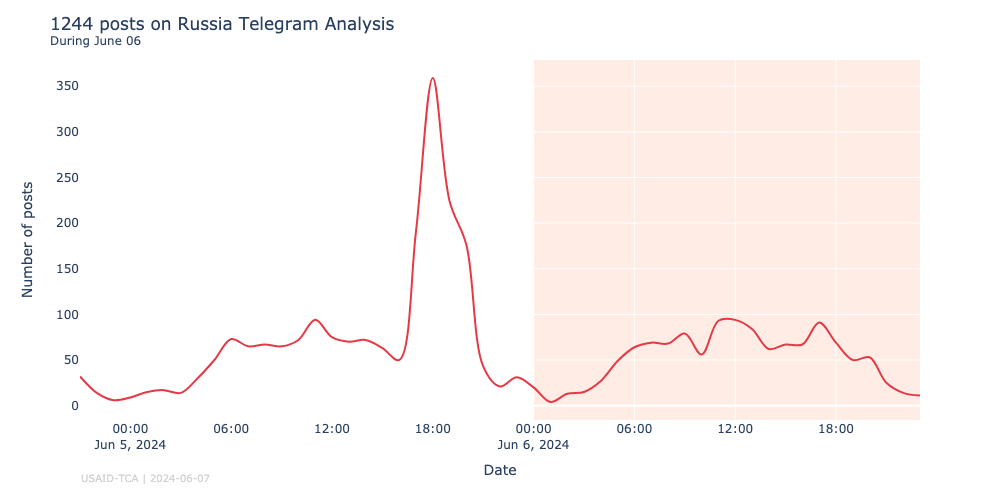 1244 posts on Russia Telegram Analysis
During June 06
Number of posts
350
300
250
200
150
100
50
0
00:00 06:00 12:00 18:00 00:00 06:00 12:00 18:00
Jun 5, 2024 Jun 6, 2024
Date
USAID-TCA | 2024-06-07